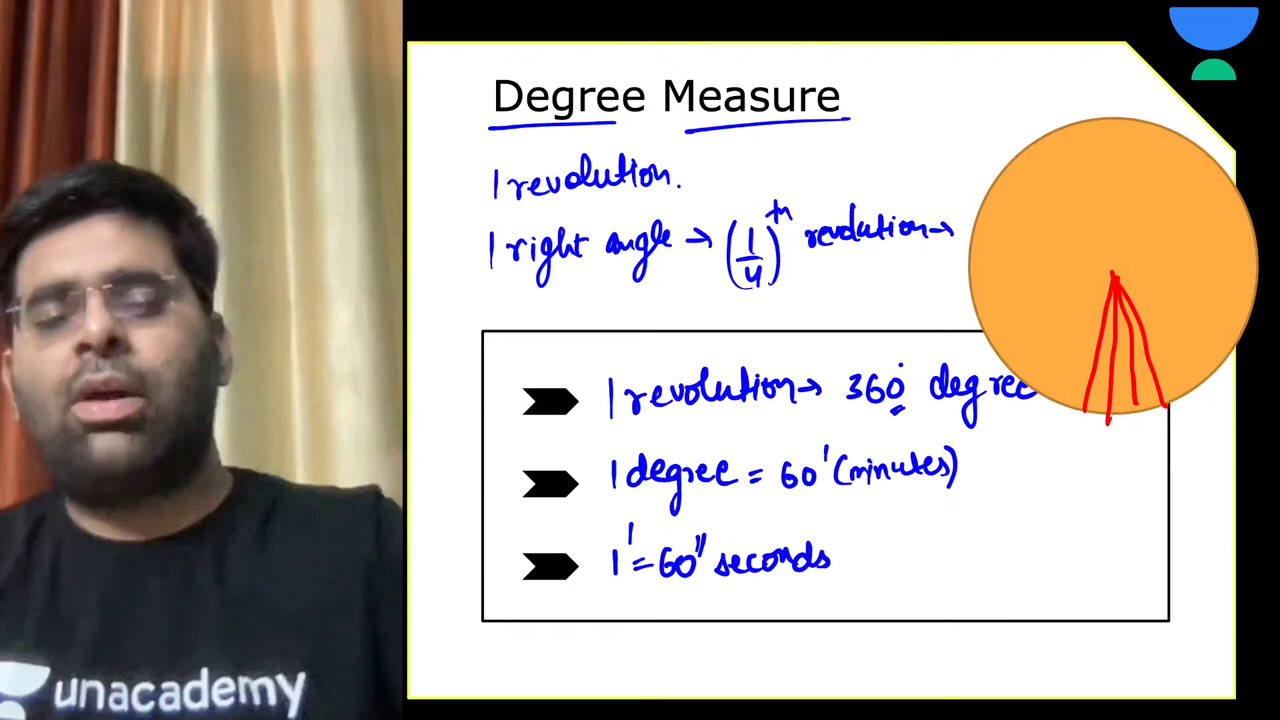 Degree Measure
1 revolution.
1 right angle → (1/4)th revolution →
1 revolution → 360° degree
1 degree = 60' (minutes)
1' = 60" seconds
unacademy